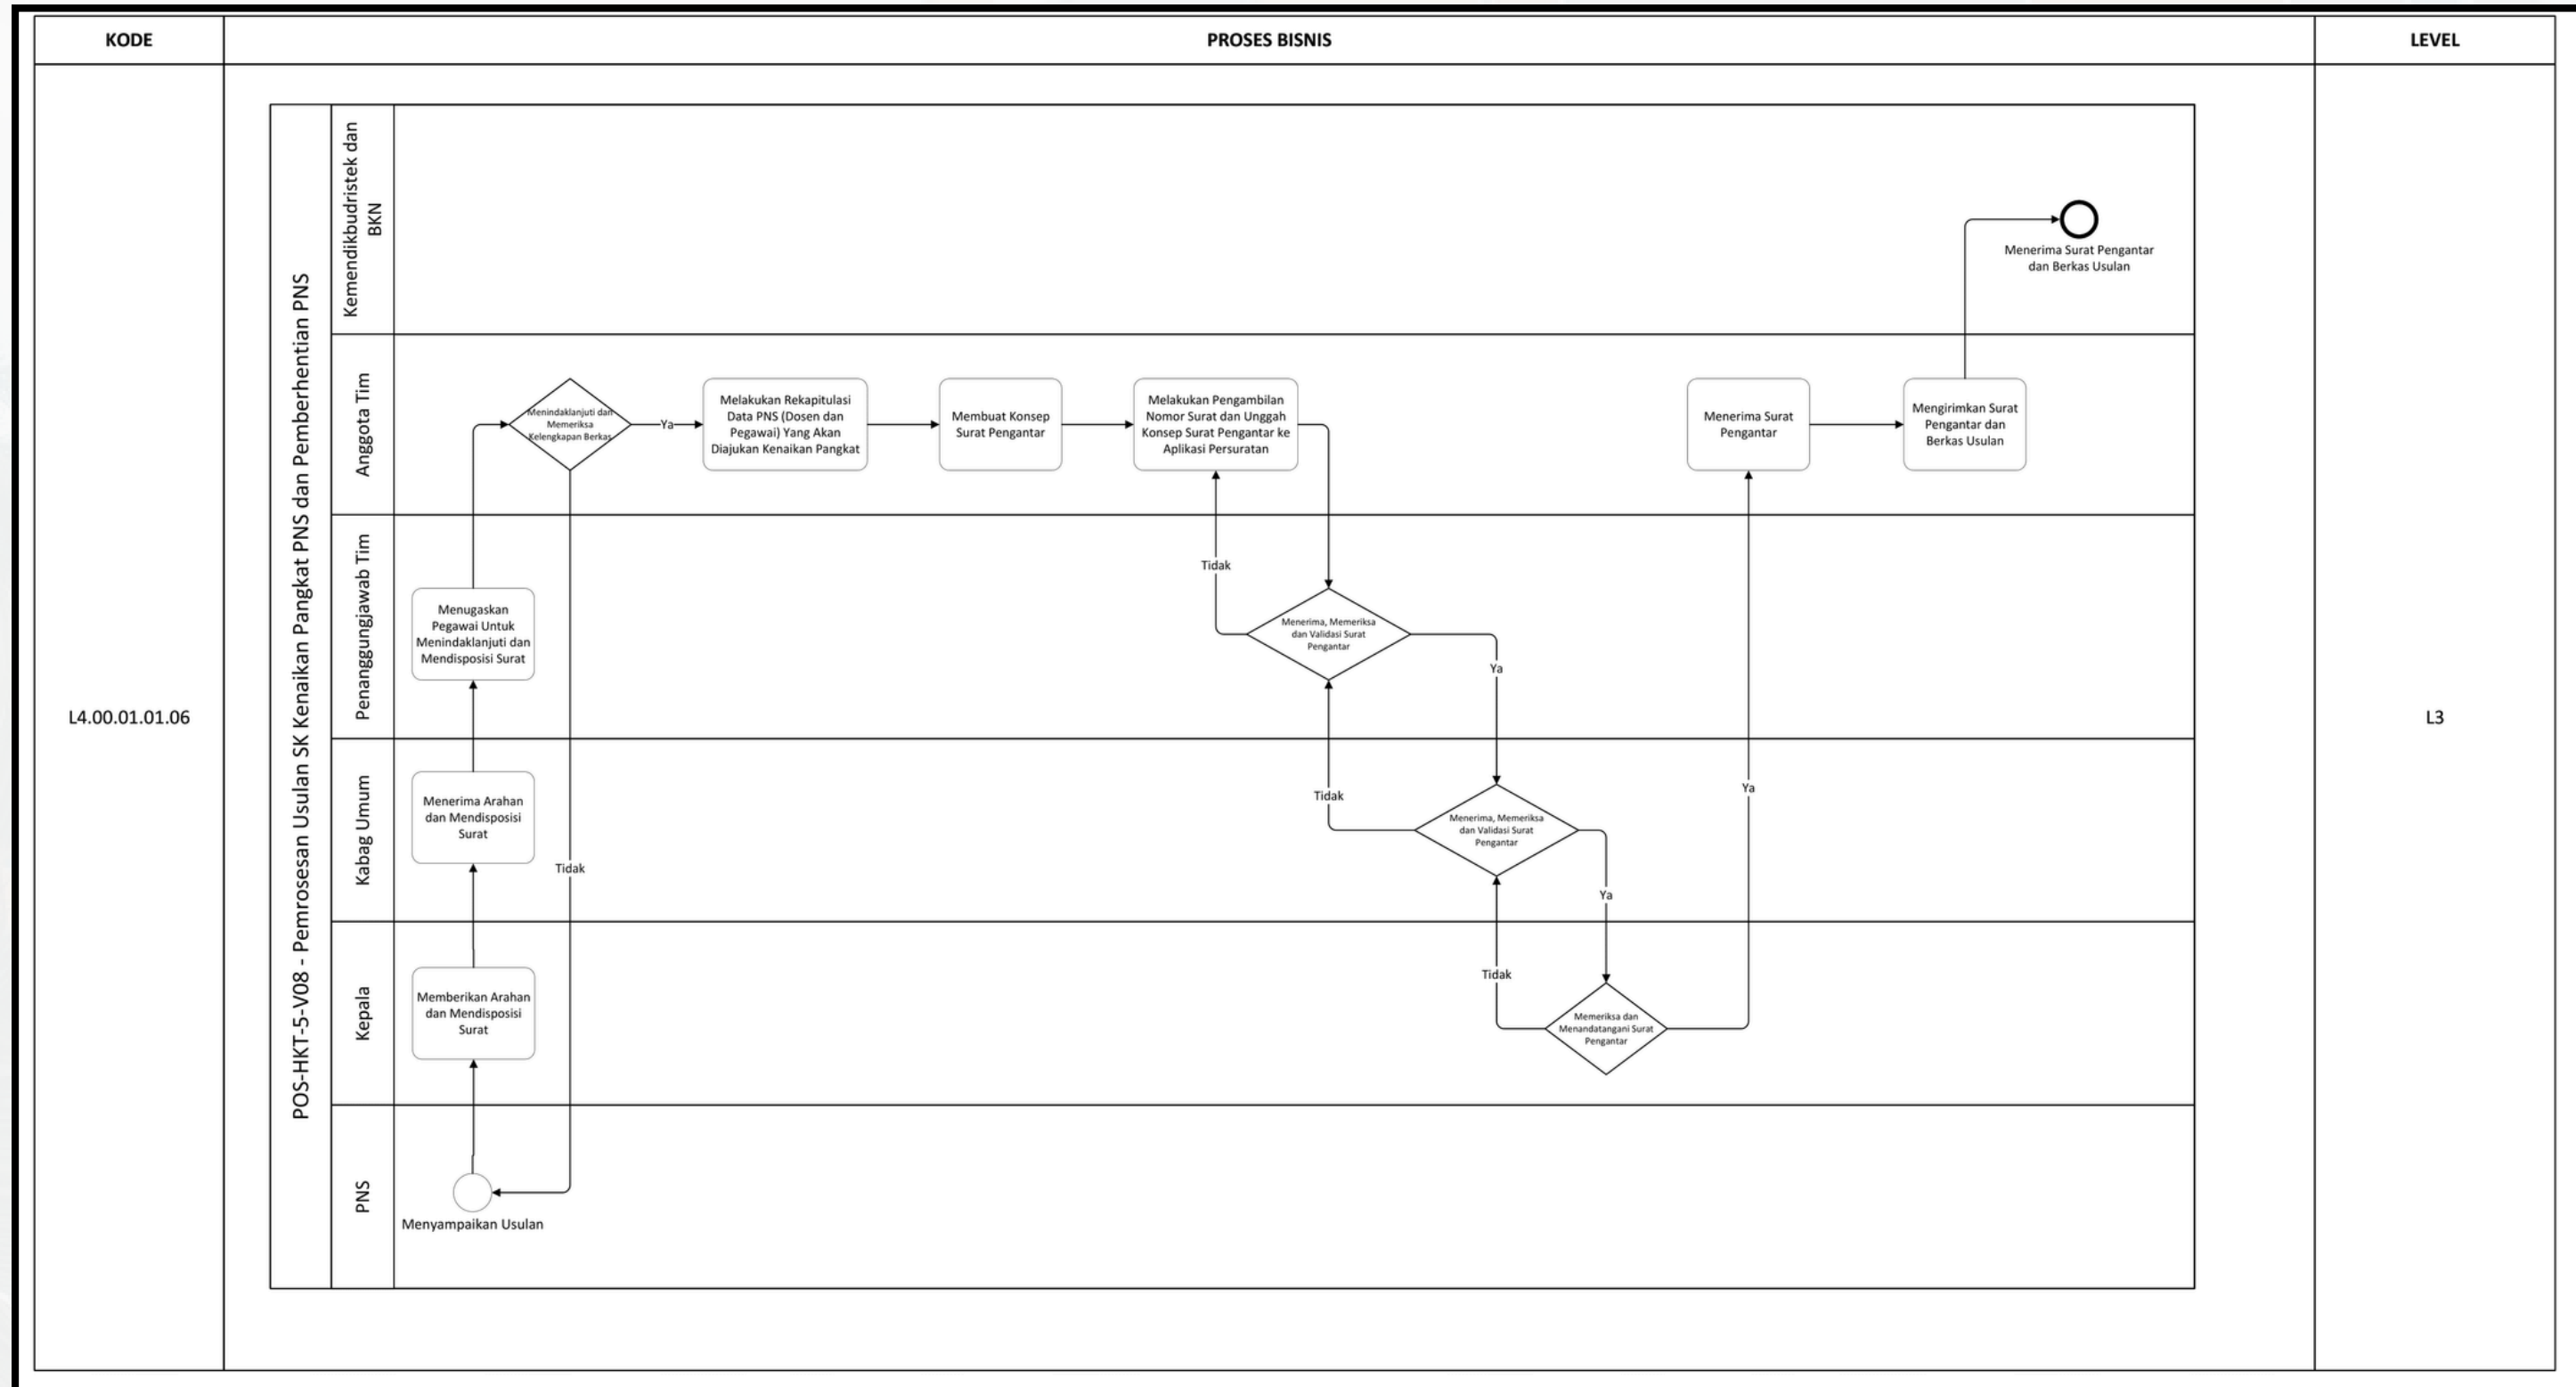 KODE
PROSES BISNIS
LEVEL
L4.00.01.01.06
L3
POS-HKT-5-V08 - Pemrosesan Usulan SK Kenaikan Pangkat PNS dan Pemberhentian PNS
Kemendikbudristek dan
BKN
Menerima Surat Pengantar
dan Berkas Usulan
Anggota Tim
Menindaklanjuti dan
Memeriksa
Kelengkapan Berkas
Ya
Melakukan Rekapitulasi
Data PNS (Dosen dan
Pegawai) Yang Akan
Diajukan Kenaikan Pangkat
Membuat Konsep
Surat Pengantar
Melakukan Pengambilan
Nomor Surat dan Unggah
Konsep Surat Pengantar ke
Aplikasi Persuratan
Menerima Surat
Pengantar
Mengirimkan Surat
Pengantar dan
Berkas Usulan
Penanggungjawab Tim
Menugaskan
Pegawai Untuk
Menindaklanjuti dan
Mendisposisi Surat
Tidak
Menerima, Memeriksa
dan Validasi Surat
Pengantar
Ya
Kabag Umum
Menerima Arahan
dan Mendisposisi
Surat
Tidak
Tidak
Menerima, Memeriksa
dan Validasi Surat
Pengantar
Ya
Ya
Kepala
Memberikan Arahan
dan Mendisposisi
Surat
Tidak
Memeriksa dan
Menandatangani Surat
Pengantar
PNS
Menyampaikan Usulan